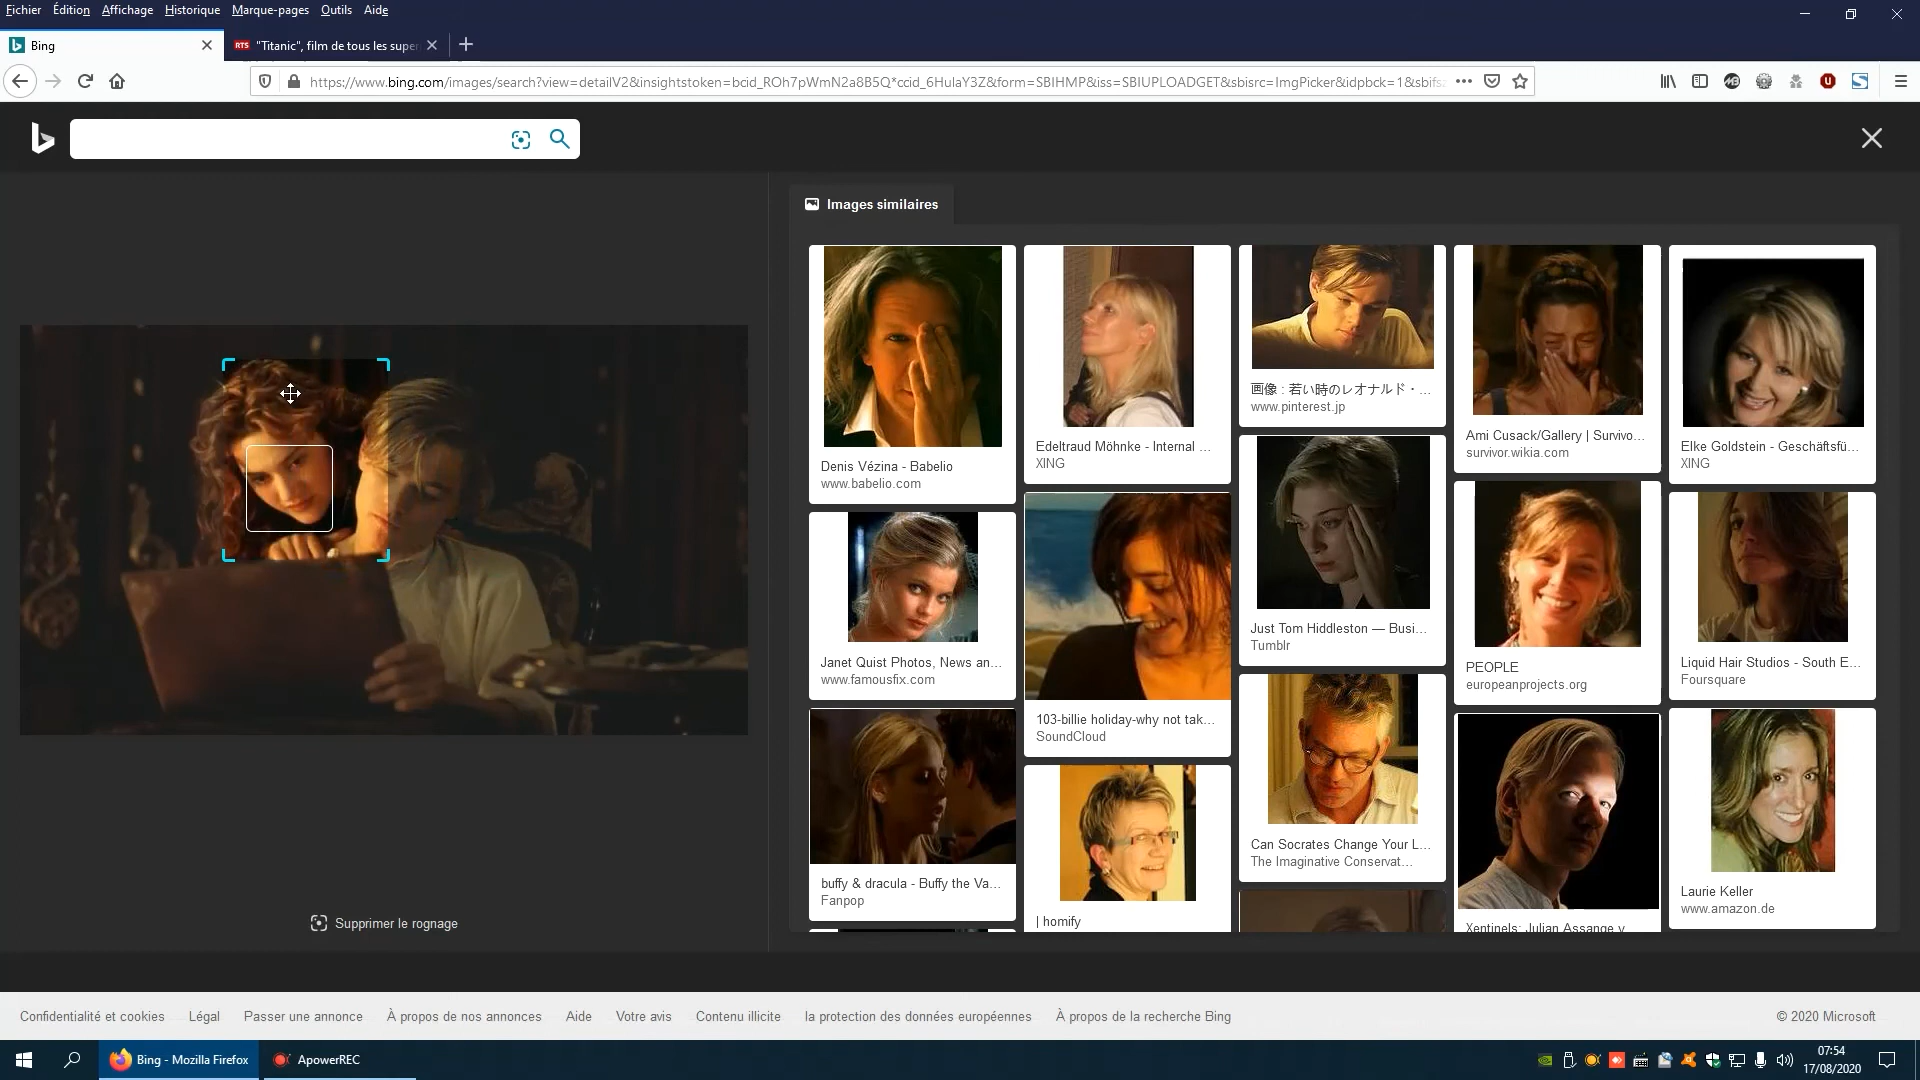 Fichier Édition Affichage Historique Marque-pages Outils Aide
Bing
RTS "Titanic", film de tous les super
https://www.bing.com/images/search?view=detailV2&insightstoken=bcid_ROh7pWmN2a8B5Q*ccid_6HulaY3Z&form=SBIHMP&iss=SBIUPLOADGET&sbisrc=ImgPicker&idpbck=1&sbifsz
Images similaires
Denis Vézina - Babelio
www.babelio.com
Janet Quist Photos, News an...
www.famousfix.com
buffy & dracula - Buffy the Va...
Fanpop
Edeltraud Möhnke - Internal ...
XING
103-billie holiday-why not tak...
SoundCloud
| homify
画像 : 若い時のレオナルド・...
www.pinterest.jp
Just Tom Hiddleston — Busi...
Tumblr
Can Socrates Change Your L...
The Imaginative Conservat...
Ami Cusack/Gallery | Survivo...
survivor.wikia.com
PEOPLE
europeanprojects.org
Xentinels: Julian Assange y
Elke Goldstein - Geschäftsfü...
XING
Liquid Hair Studios - South E...
Foursquare
Laurie Keller
www.amazon.de
Supprimer le rognage
Confidentialité et cookies Légal Passer une annonce À propos de nos annonces Aide Votre avis Contenu illicite la protection des données européennes À propos de la recherche Bing © 2020 Microsoft
Bing - Mozilla Firefox ApowerREC
07:54
17/08/2020